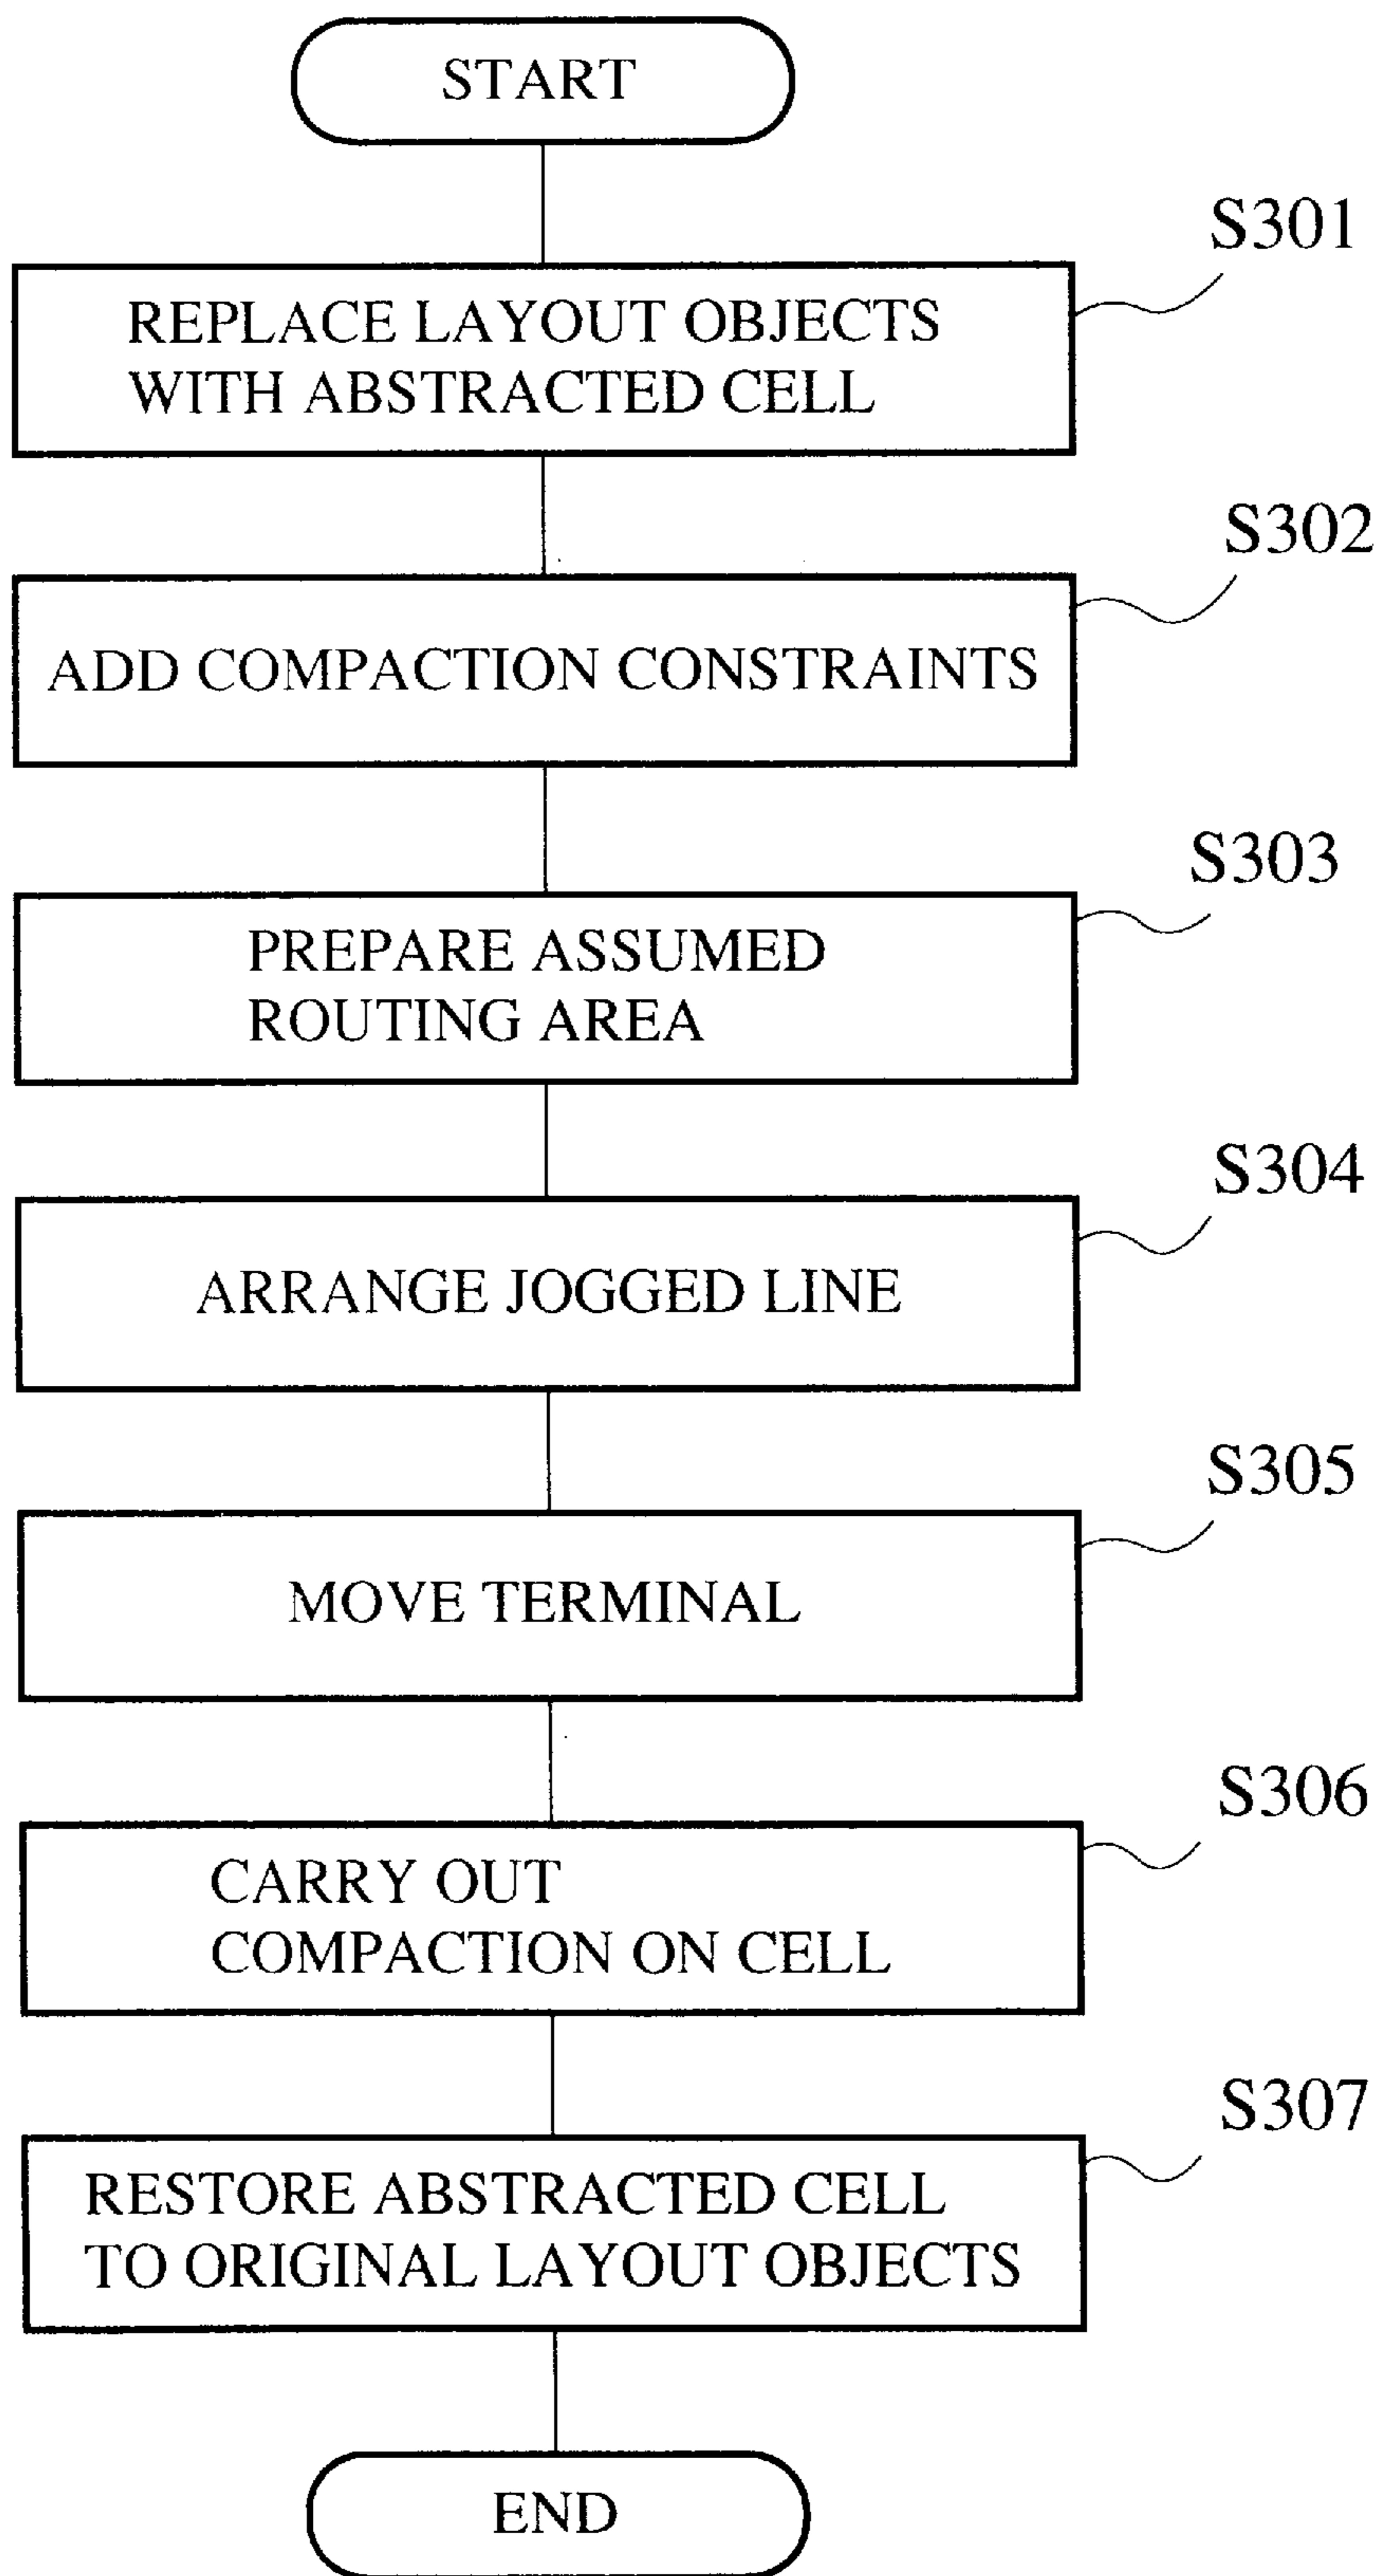 START
S301
REPLACE LAYOUT OBJECTS
WITH ABSTRACTED CELL
S302
ADD COMPACTION CONSTRAINTS
S303
PREPARE ASSUMED
ROUTING AREA
S304
ARRANGE JOGGED LINE
S305
MOVE TERMINAL
S306
CARRY OUT
COMPACTION ON CELL
S307
RESTORE ABSTRACTED CELL
TO ORIGINAL LAYOUT OBJECTS
END